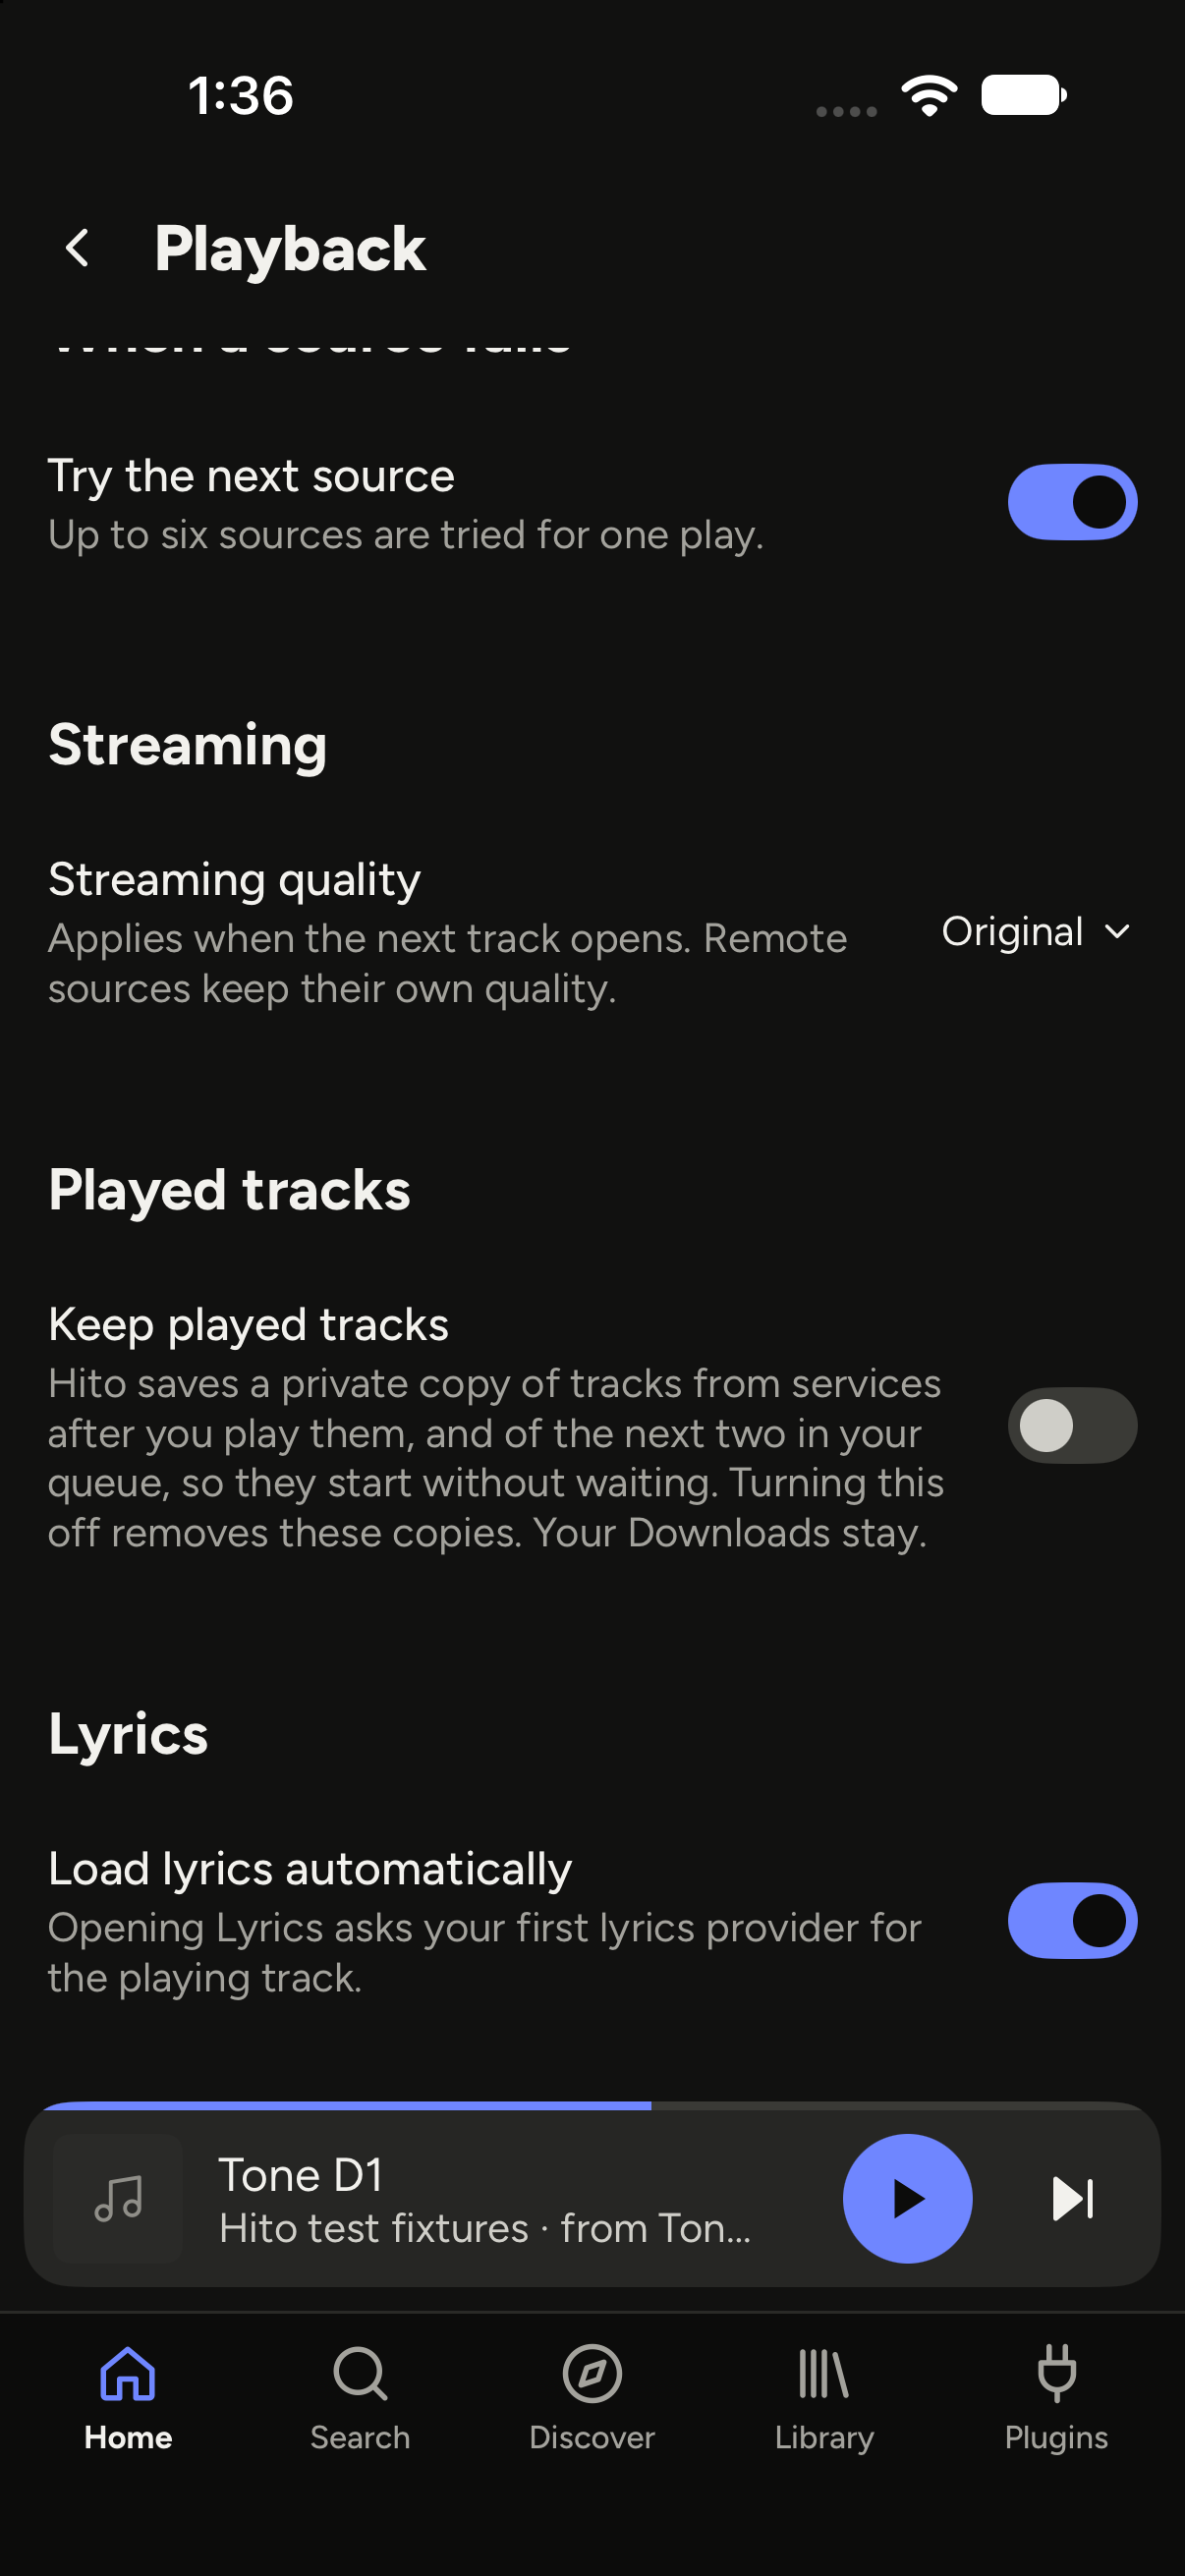 1:36
Playback
When a source fails
Try the next source
Up to six sources are tried for one play.
Streaming
Streaming quality
Applies when the next track opens. Remote
sources keep their own quality.
Original
Played tracks
Keep played tracks
Hito saves a private copy of tracks from services
after you play them, and of the next two in your
queue, so they start without waiting. Turning this
off removes these copies. Your Downloads stay.
Lyrics
Load lyrics automatically
Opening Lyrics asks your first lyrics provider for
the playing track.
Tone D1
Hito test fixtures · from Ton...
Home
Search
Discover
Library
Plugins